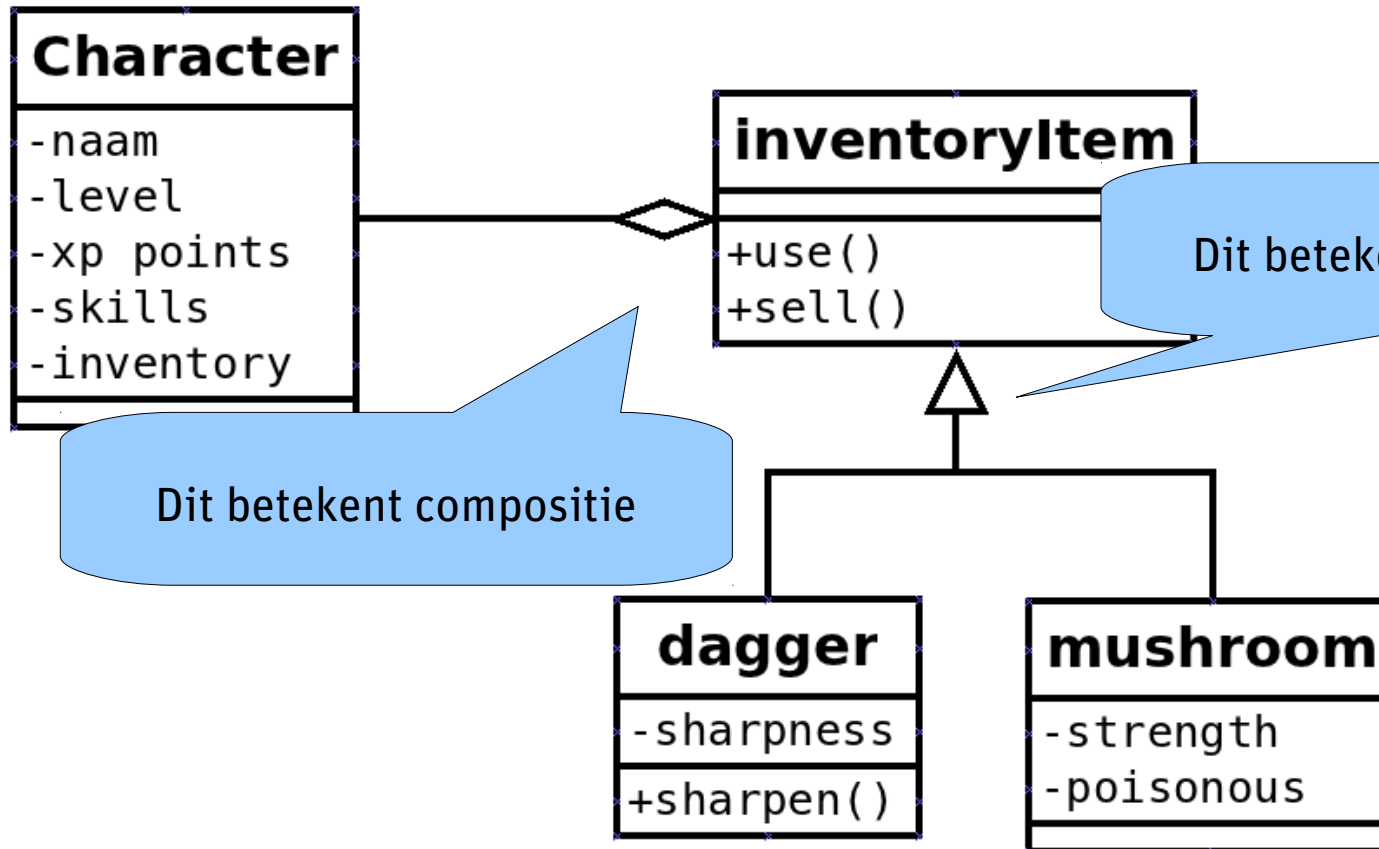 Character
-naam
-level
-xp points
-skills
-inventory
inventoryItem
+use()
+sell()
Dit betekent compositie
dagger
-sharpness
+sharpen()
mushroom
-strength
-poisonous
Dit